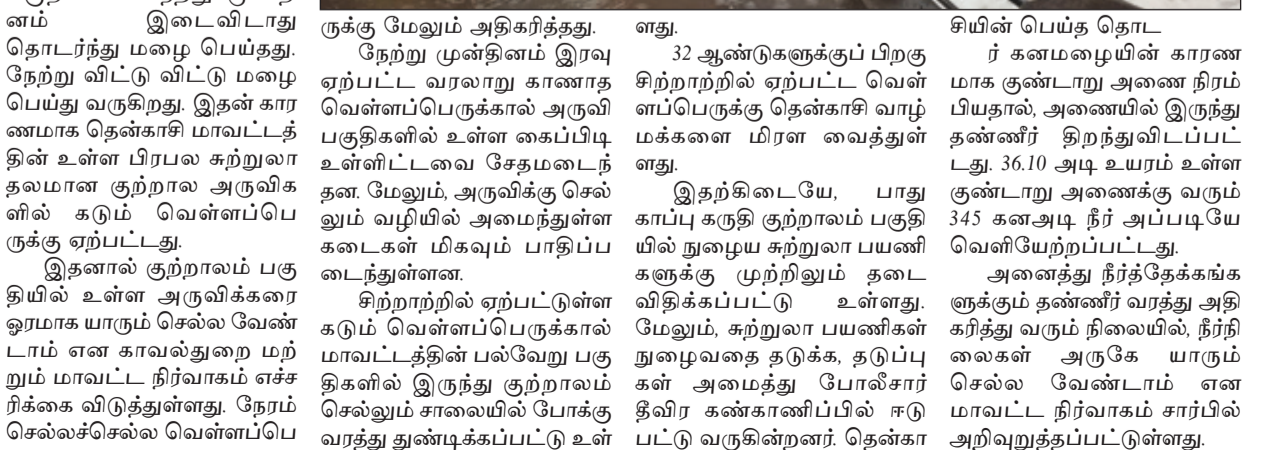 னம் இடைவிடாது
தொடர்ந்து மழை பெய்தது.
நேற்று விட்டு விட்டு மழை
பெய்து வருகிறது. இதன் கார
ணமாக தென்காசி மாவட்டத்
தின் உள்ள பிரபல சுற்றுலா
தலமான குற்றால அருவிக
ளில் கடும் வெள்ளப்பெ
ருக்கு ஏற்பட்டது.
இதனால் குற்றாலம் பகு
தியில் உள்ள அருவிக்கரை
ஓரமாக யாரும் செல்ல வேண்
டாம் என காவல்துறை மற்
றும் மாவட்ட நிர்வாகம் எச்ச
ரிக்கை விடுத்துள்ளது. நேரம்
செல்லச்செல்ல வெள்ளப்பெ
ருக்கு மேலும் அதிகரித்தது.
நேற்று முன்தினம் இரவு
ஏற்பட்ட வரலாறு காணாத
வெள்ளப்பெருக்கால் அருவி
பகுதிகளில் உள்ள கைப்பிடி
உள்ளிட்டவை சேதமடைந்
தன. மேலும், அருவிக்கு செல்
லும் வழியில் அமைந்துள்ள
கடைகள் மிகவும் பாதிப்ப
டைந்துள்ளன.
சிற்றாற்றில் ஏற்பட்டுள்ள
கடும் வெள்ளப்பெருக்கால்
மாவட்டத்தின் பல்வேறு பகு
திகளில் இருந்து குற்றாலம்
செல்லும் சாலையில் போக்கு
வரத்து துண்டிக்கப்பட்டு உள்
ளது.
32 ஆண்டுகளுக்குப் பிறகு
சிற்றாற்றில் ஏற்பட்ட வெள்
ளப்பெருக்கு தென்காசி வாழ்
மக்களை மிரள வைத்துள்
ளது.
இதற்கிடையே, பாது
காப்பு கருதி குற்றாலம் பகுதி
யில் நுழைய சுற்றுலா பயணி
களுக்கு முற்றிலும் தடை
விதிக்கப்பட்டு உள்ளது.
மேலும், சுற்றுலா பயணிகள்
நுழைவதை தடுக்க, தடுப்பு
கள் அமைத்து போலீசார்
தீவிர கண்காணிப்பில் ஈடு
பட்டு வருகின்றனர். தென்கா
சியின் பெய்த தொட
ர் கனமழையின் காரண
மாக குண்டாறு அணை நிரம்
பியதால், அணையில் இருந்து
தண்ணீர் திறந்துவிடப்பட்
டது. 36.10 அடி உயரம் உள்ள
குண்டாறு அணைக்கு வரும்
345 கனஅடி நீர் அப்படியே
வெளியேற்றப்பட்டது.
அனைத்து நீர்த்தேக்கங்க
ளுக்கும் தண்ணீர் வரத்து அதி
கரித்து வரும் நிலையில், நீர்நி
லைகள் அருகே யாரும்
செல்ல வேண்டாம் என
மாவட்ட நிர்வாகம் சார்பில்
அறிவுறுத்தப்பட்டுள்ளது.